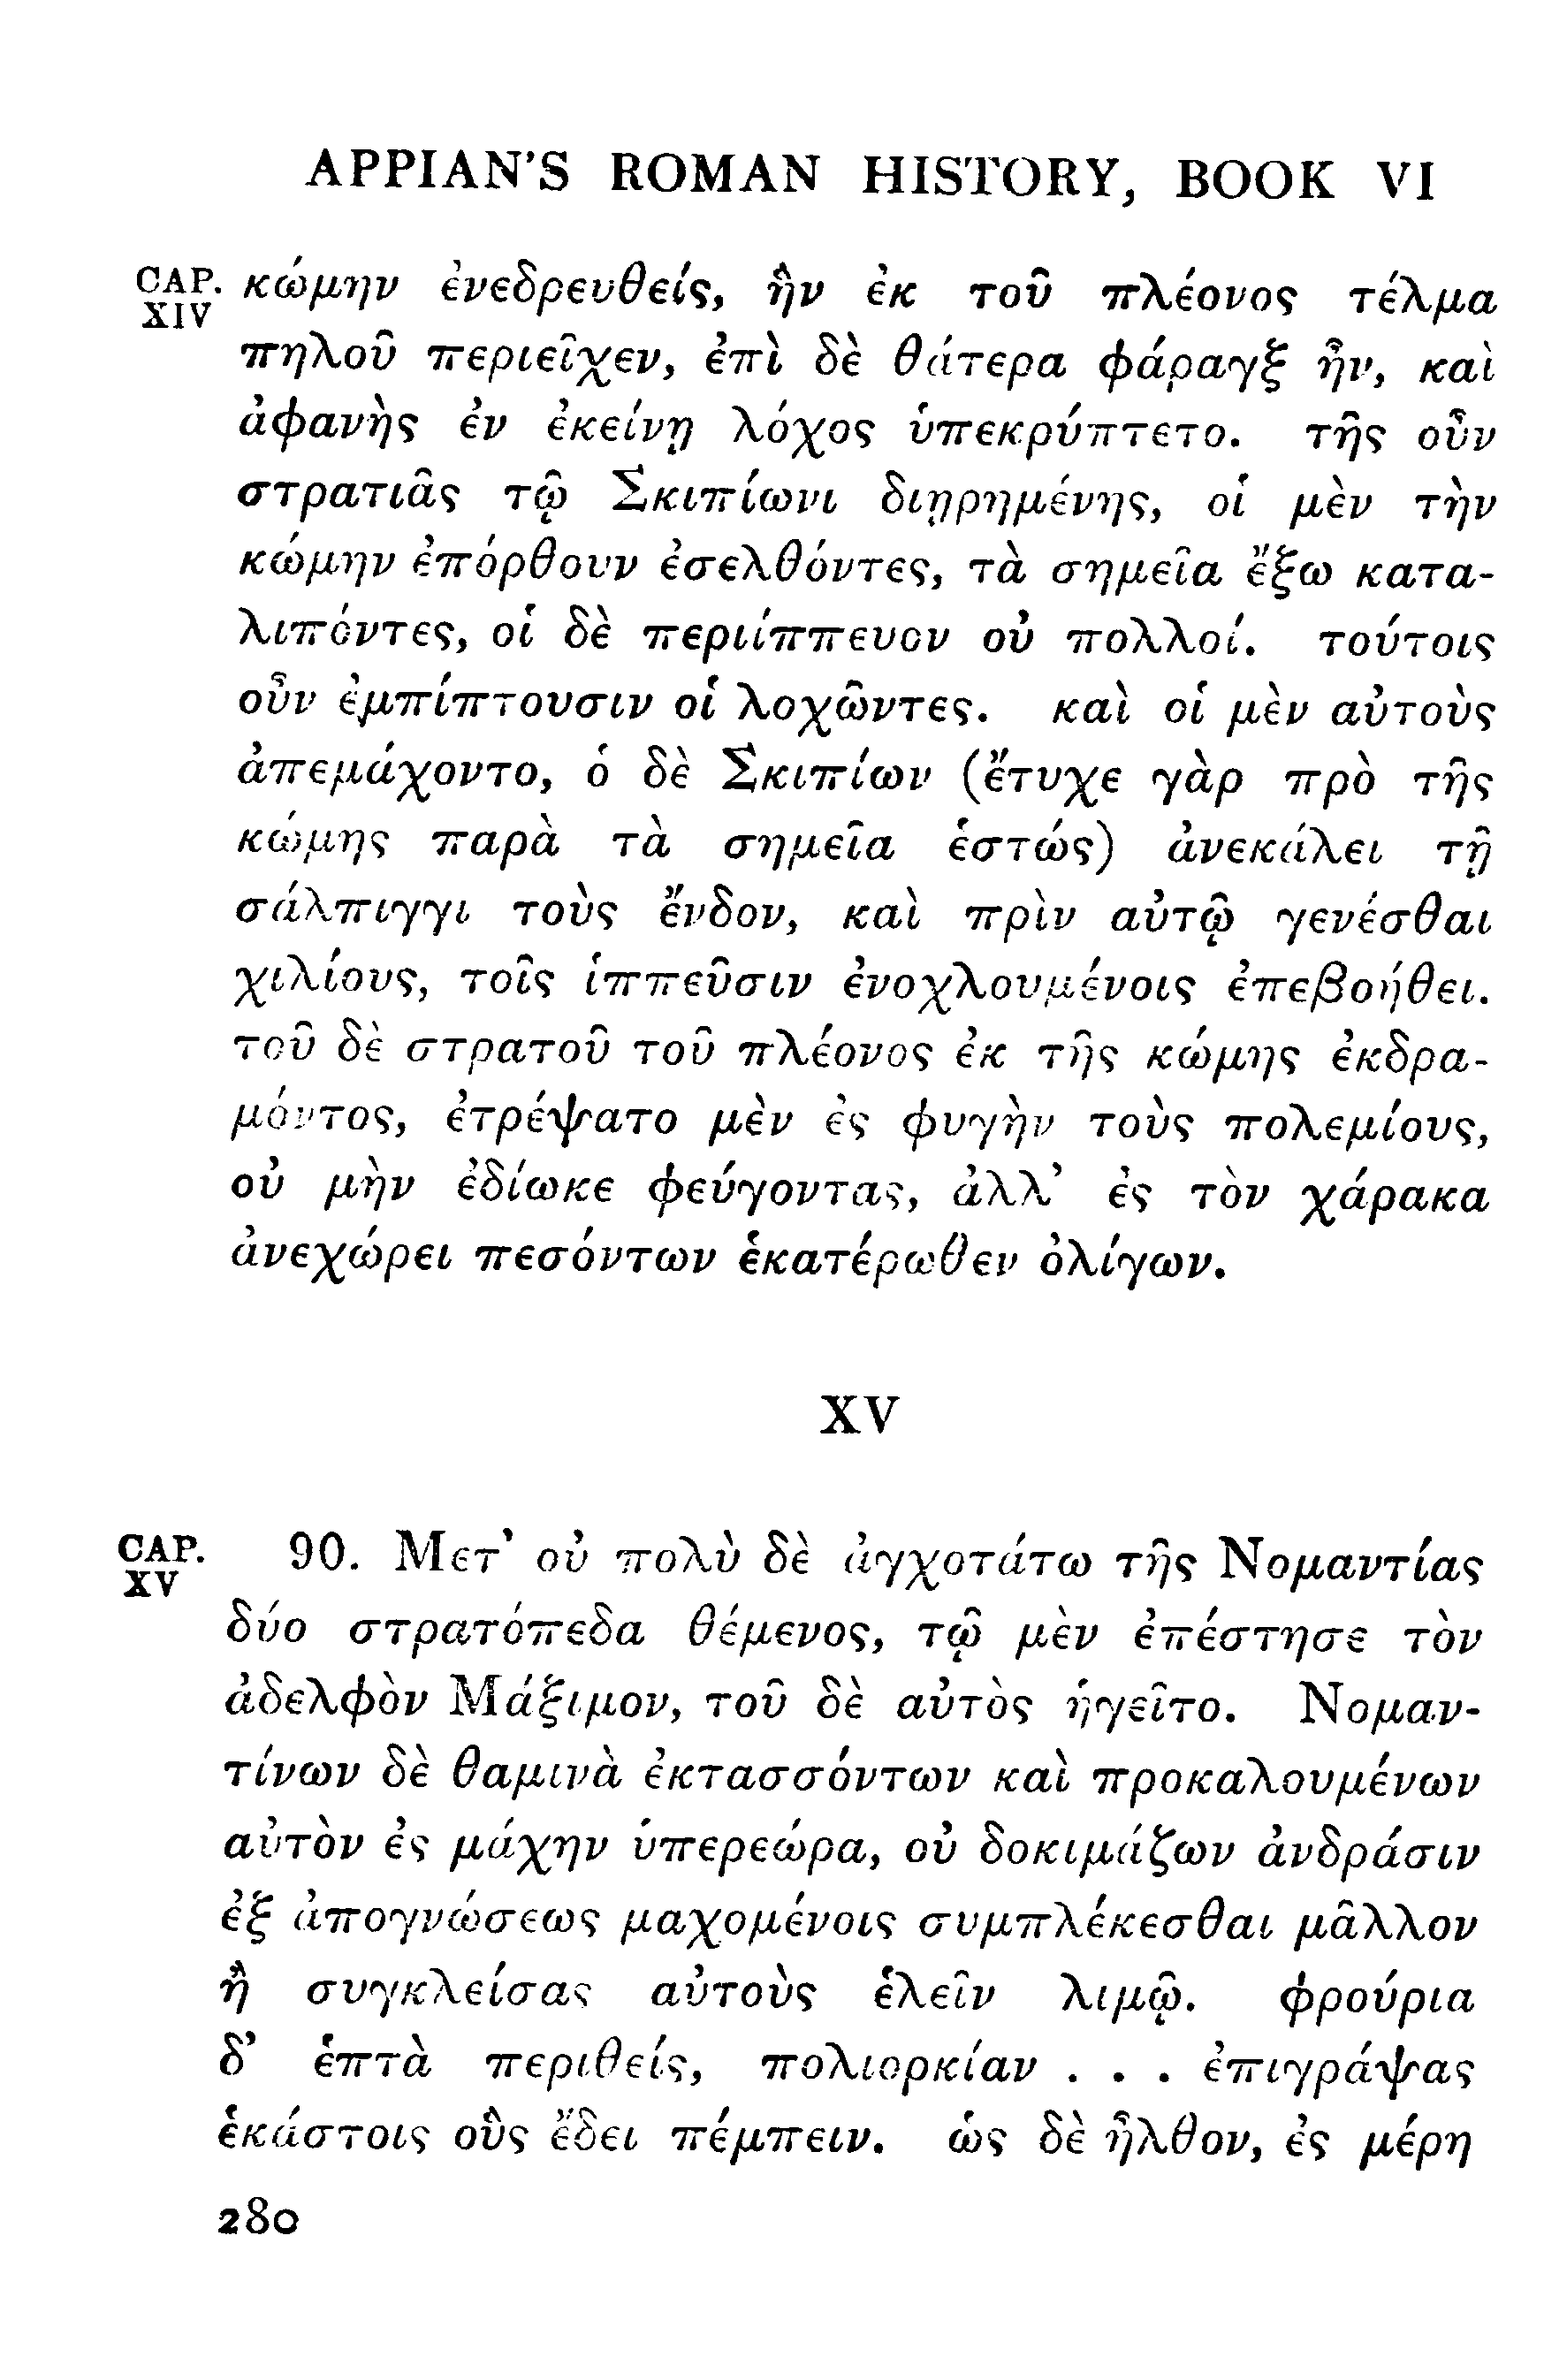 APPIAN'S ROMAN HISTORY, BOOK VI
CAP. XIV κώμην ἐνεδρευθείς, ἣν ἐκ τοῦ πλέονος τέλμα
πηλοῦ περιεῖχεν, ἐπὶ δὲ θάτερα φάραγξ ἦν, καὶ
ἀφανὴς ἐν ἐκείνῃ λόχος ὑπεκρύπτετο. τῆς οὖν
στρατιᾶς τῷ Σκιπίωνι διῃρημένης, οἱ μὲν τὴν
κώμην ἐπόρθουν ἐσελθόντες, τὰ σημεῖα ἔξω κατα-
λιπόντες, οἱ δὲ περιίππευον οὐ πολλοί. τούτοις
οὖν ἐμπίπτουσιν οἱ λοχῶντες. καὶ οἱ μὲν αὐτοὺς
ἀπεμάχοντο, ὁ δὲ Σκιπίων (ἔτυχε γὰρ πρὸ τῆς
κώμης παρὰ τὰ σημεῖα ἑστώς) ἀνεκάλει τῇ
σάλπιγγι τοὺς ἔνδον, καὶ πρὶν αὐτῷ γενέσθαι
χιλίους, τοῖς ἱππεῦσιν ἐνοχλουμένοις ἐπεβοήθει.
τοῦ δὲ στρατοῦ τοῦ πλέονος ἐκ τῆς κώμης ἐκδρα-
μόντος, ἐτρέψατο μὲν ἐς φυγὴν τοὺς πολεμίους,
οὐ μὴν ἐδίωκε φεύγοντας, ἀλλ' ἐς τὸν χάρακα
ἀνεχώρει πεσόντων ἑκατέρωθεν ὀλίγων.
XV
CAP. XV 90. Μετ' οὐ πολὺ δὲ ἀγχοτάτω τῆς Νομαντίας
δύο στρατόπεδα θέμενος, τῷ μὲν ἐπέστησε τὸν
ἀδελφὸν Μάξιμον, τοῦ δὲ αὐτὸς ἡγεῖτο. Νομαν-
τίνων δὲ θαμινὰ ἐκτασσόντων καὶ προκαλουμένων
αὐτὸν ἐς μάχην ὑπερεώρα, οὐ δοκιμάζων ἀνδράσιν
ἐξ ἀπογνώσεως μαχομένοις συμπλέκεσθαι μᾶλλον
ἢ συγκλείσας αὐτοὺς ἑλεῖν λιμῷ. φρούρια
δ' ἑπτὰ περιθείς, πολιορκίαν . . . ἐπιγράψας
ἑκάστοις οὓς ἔδει πέμπειν. ὡς δὲ ἦλθον, ἐς μέρη
280